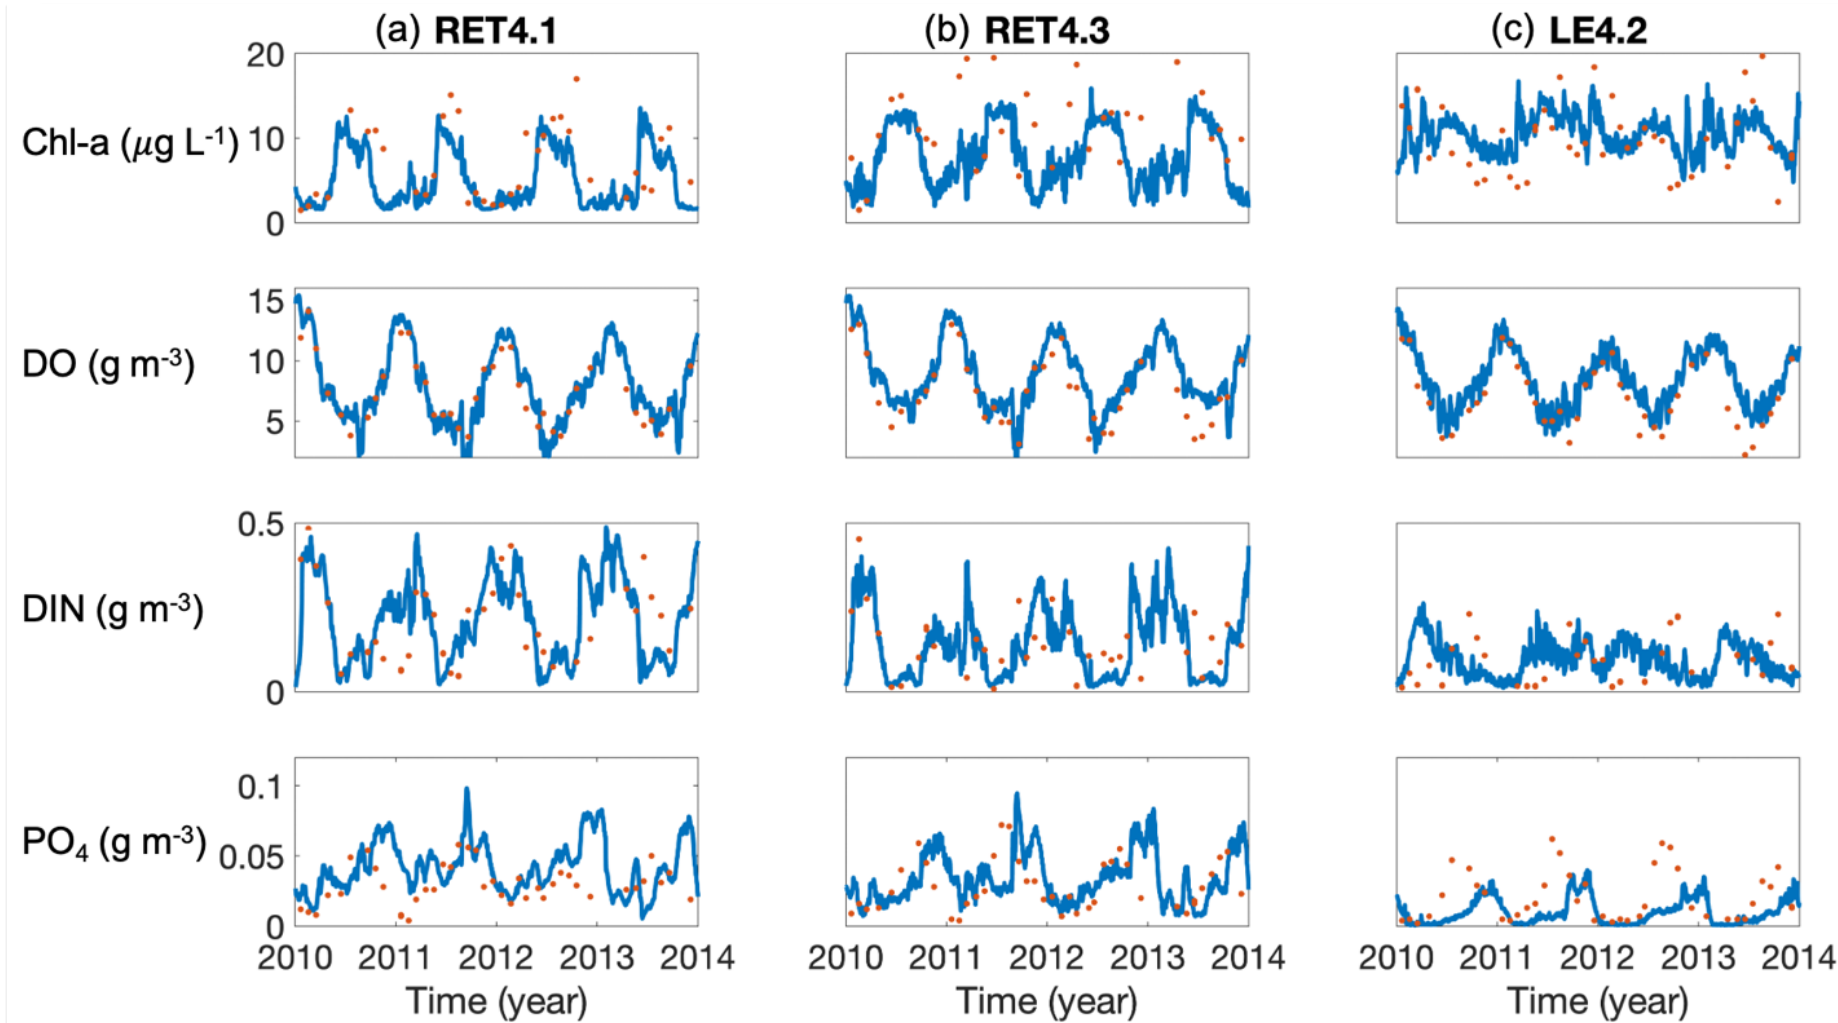 (a) RET4.1 (b) RET4.3 (c) LE4.2
Chl-a (μg L-1)
20
10
0
DO (g m-3)
15
10
5
DIN (g m-3)
0.5
0
PO4 (g m-3)
0.1
0.05
0
2010 2011 2012 2013 2014 2010 2011 2012 2013 2014 2010 2011 2012 2013 2014
Time (year) Time (year) Time (year)